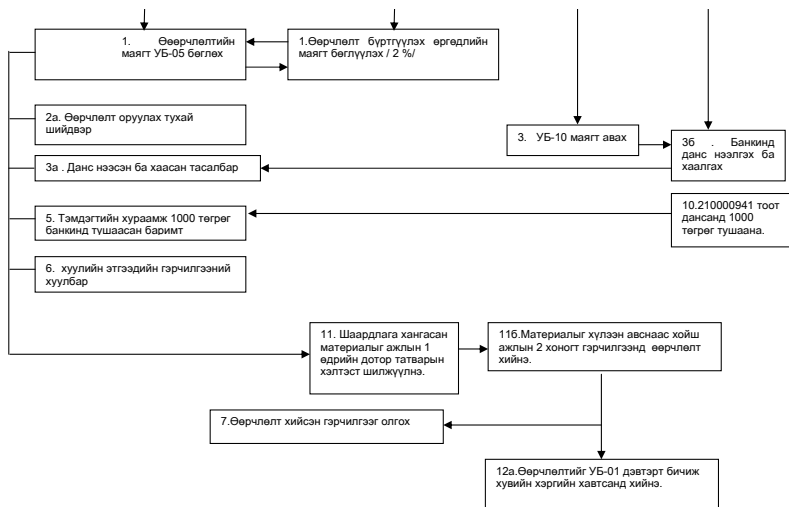 1. Өөөрчлөлтийн
маягт УБ-05 бөглөх
1.Өөрчлөлт бүртгүүлэх өргөдлийн
маягт бөглүүлэх / 2 %/
2а. Өөрчлөлт оруулах тухай
шийдвэр
3. УБ-10 маягт авах
3б . Банкинд
данс нээлгэх ба
хаалгах
3а . Данс нээсэн ба хаасан тасалбар
5. Тэмдэгтийн хураамж 1000 төгрөг
банкинд тушаасан баримт
10.210000941 тоот
дансанд 1000
төгрөг тушаана.
6. хуулийн этгээдийн гэрчилгээний
хуулбар
11. Шаардлага хангасан
материалыг ажлын 1
өдрийн дотор татварын
хэлтэст шилжүүлнэ.
11б.Материалыг хүлээн авснаас хойш
ажлын 2 хоногт гэрчилгээнд өөрчлөлт
хийнэ.
7.Өөрчлөлт хийсэн гэрчилгээг олгох
12а.Өөрчлөлтийг УБ-01 дэвтэрт бичиж
хувийн хэргийн хавтсанд хийнэ.